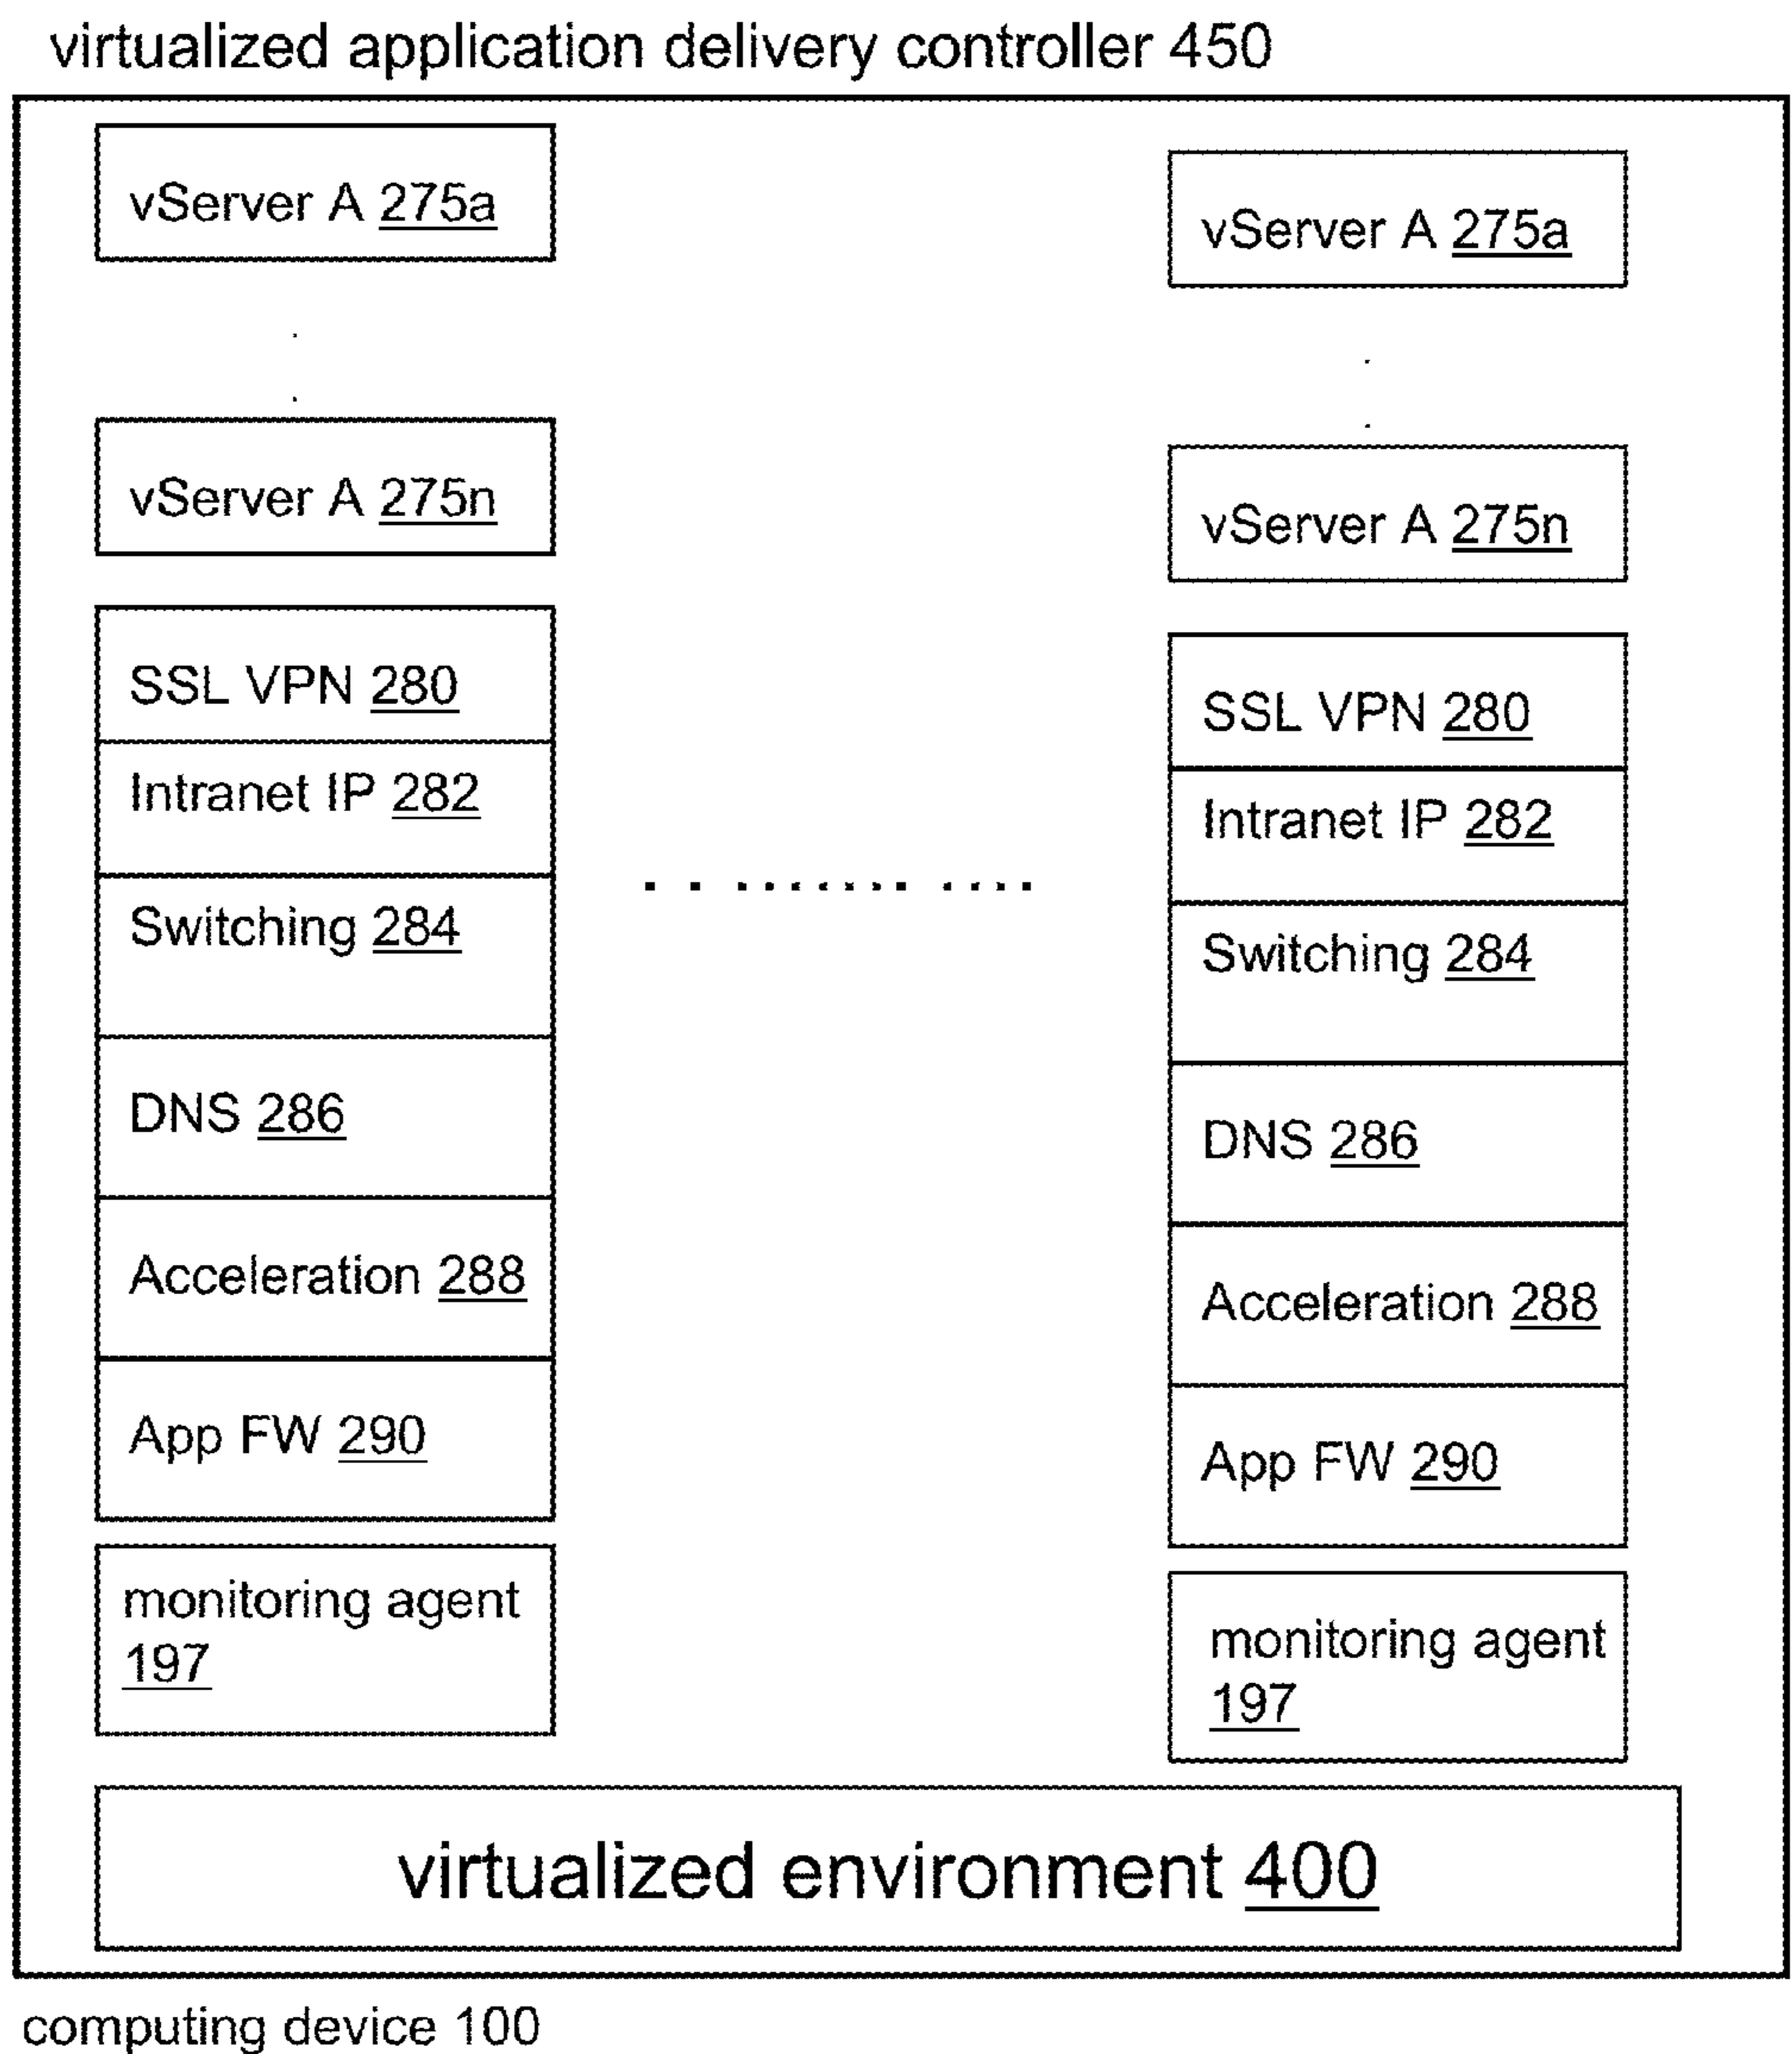 virtualized application delivery controller 450
vServer A 275a
vServer A 275n
SSL VPN 280
Intranet IP 282
Switching 284
DNS 286
Acceleration 288
App FW 290
monitoring agent
197
vServer A 275a
vServer A 275n
SSL VPN 280
Intranet IP 282
Switching 284
DNS 286
Acceleration 288
App FW 290
monitoring agent
197
virtualized environment 400
computing device 100